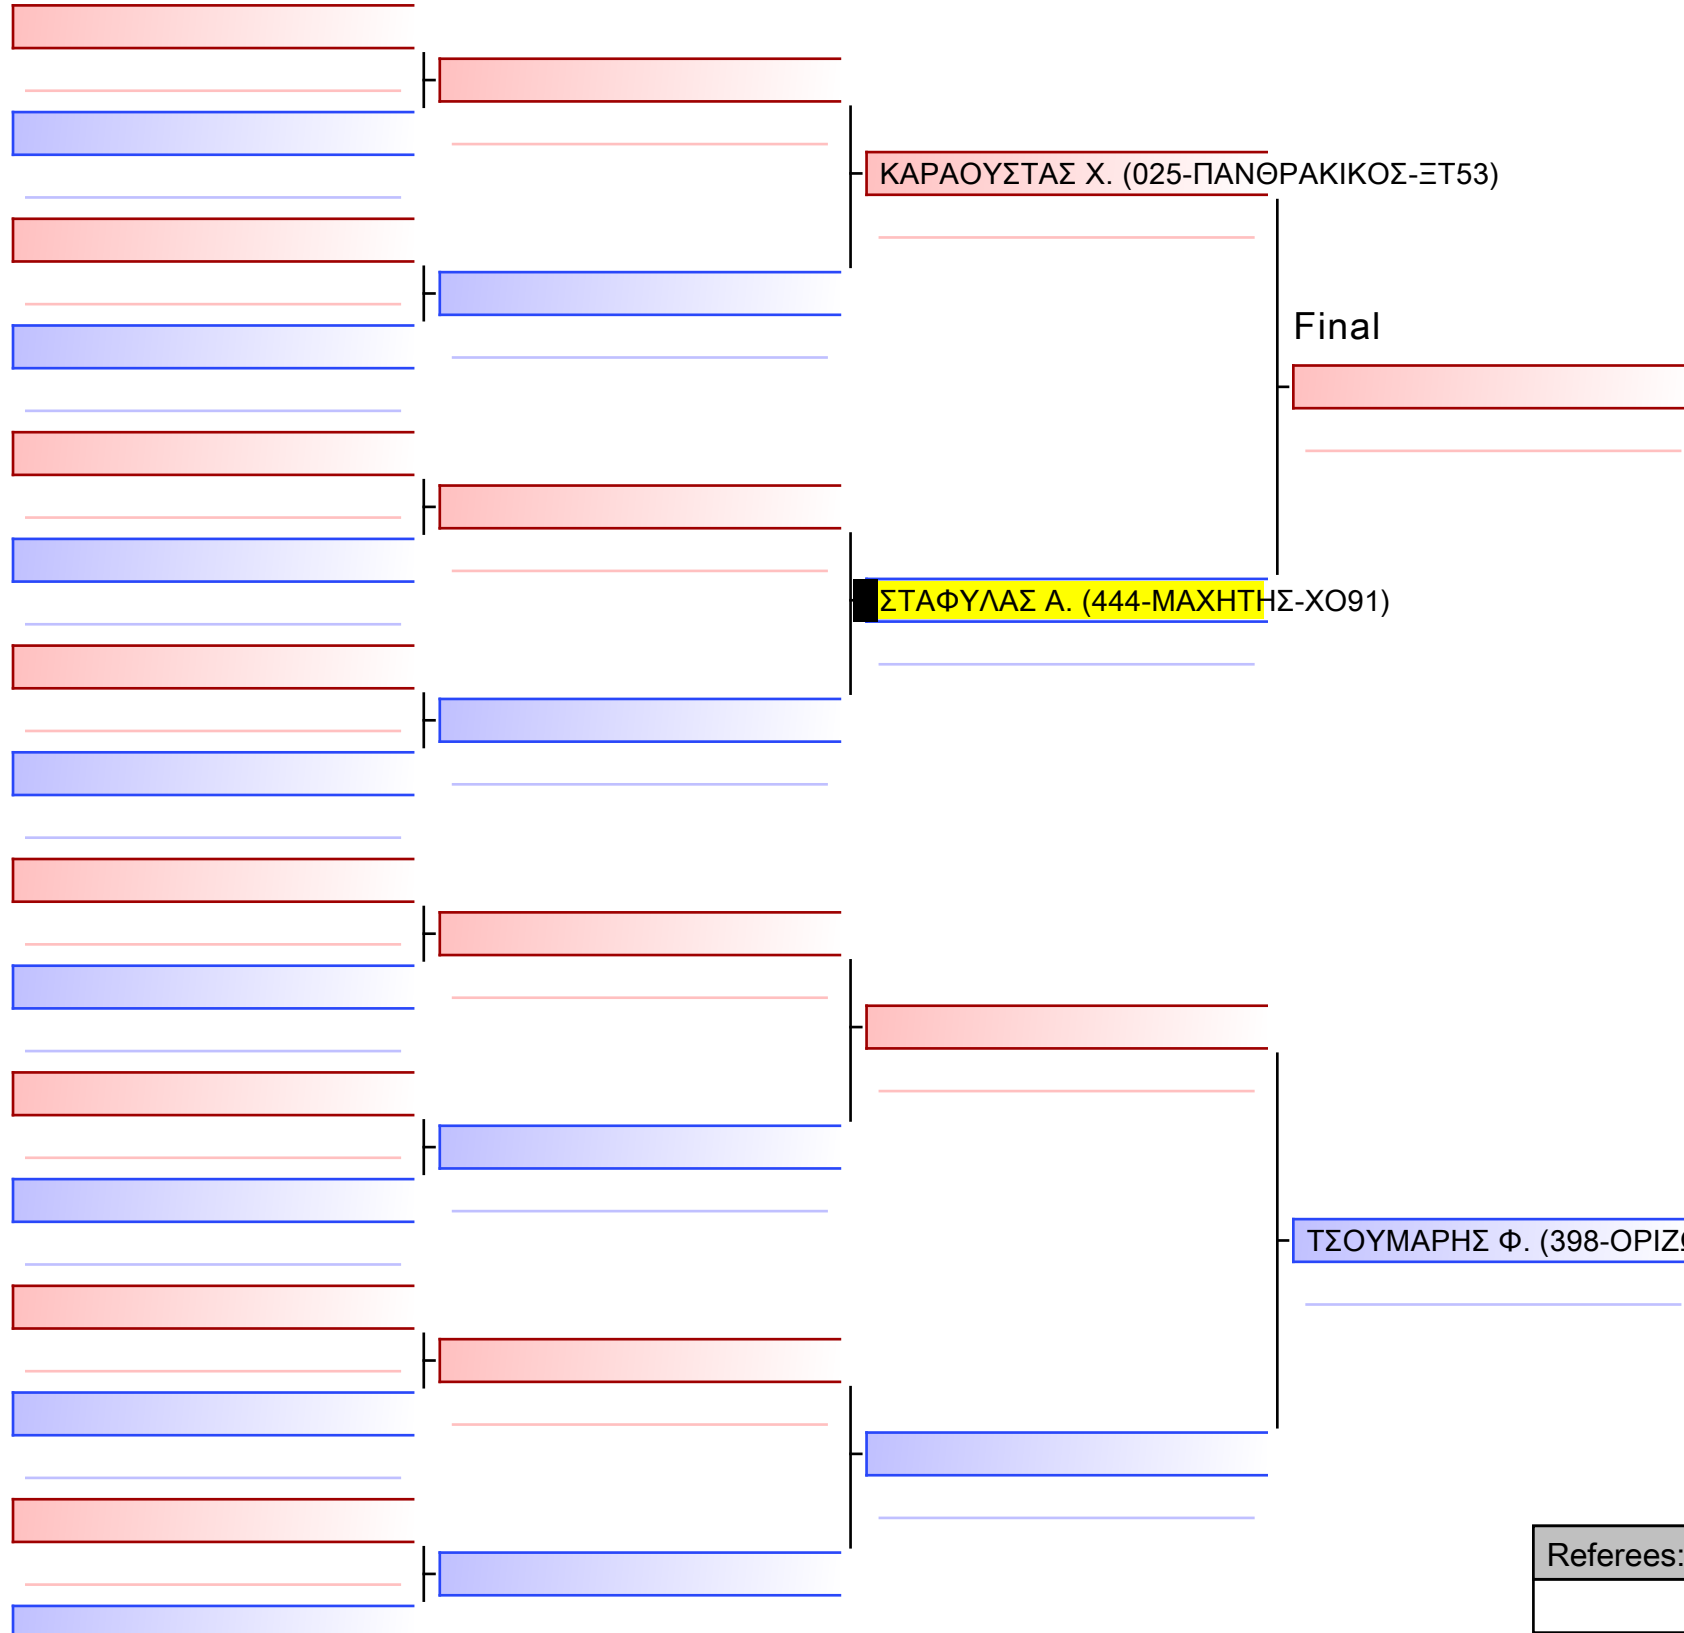 ΚΑΡΑΟΥΣΤΑΣ Χ. (025-ΠΑΝΘΡΑΚΙΚΟΣ-ΞΤ53)
Final
ΣΤΑΦΥΛΑΣ Α. (444-ΜΑΧΗΤΗΣ-ΧΟ91)
ΤΣΟΥΜΑΡΗΣ Φ. (398-ΟΡΙΖ
Referees: